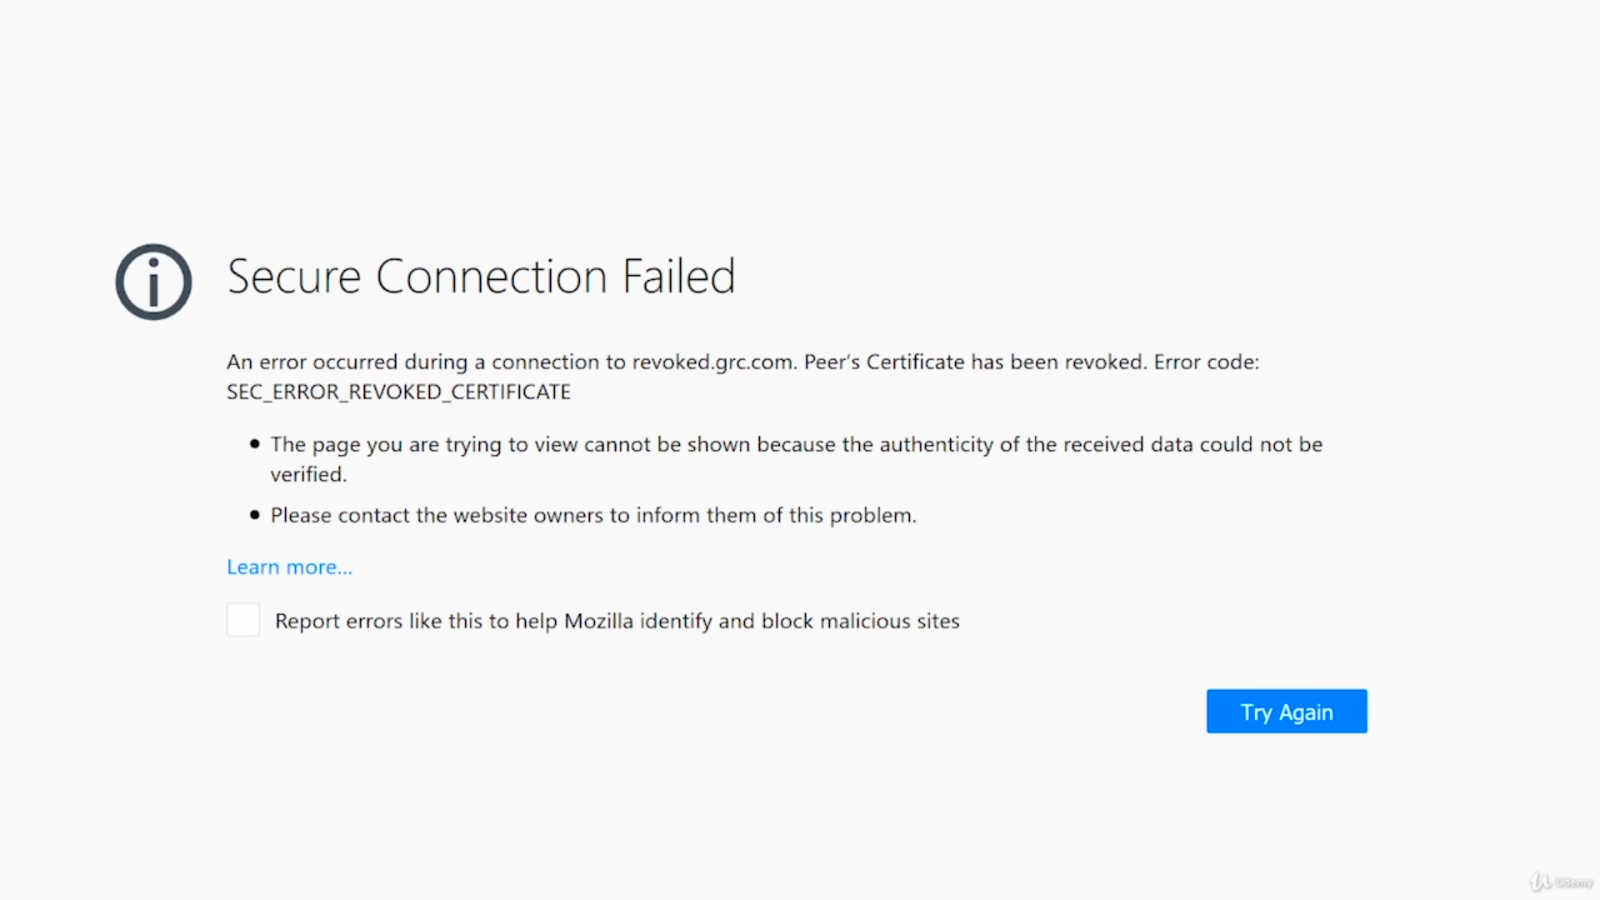 Secure Connection Failed
An error occurred during a connection to revoked.grc.com. Peer's Certificate has been revoked. Error code:
SEC_ERROR_REVOKED_CERTIFICATE
• The page you are trying to view cannot be shown because the authenticity of the received data could not be
verified.
• Please contact the website owners to inform them of this problem.
Learn more...
Report errors like this to help Mozilla identify and block malicious sites
Try Again
Udemy